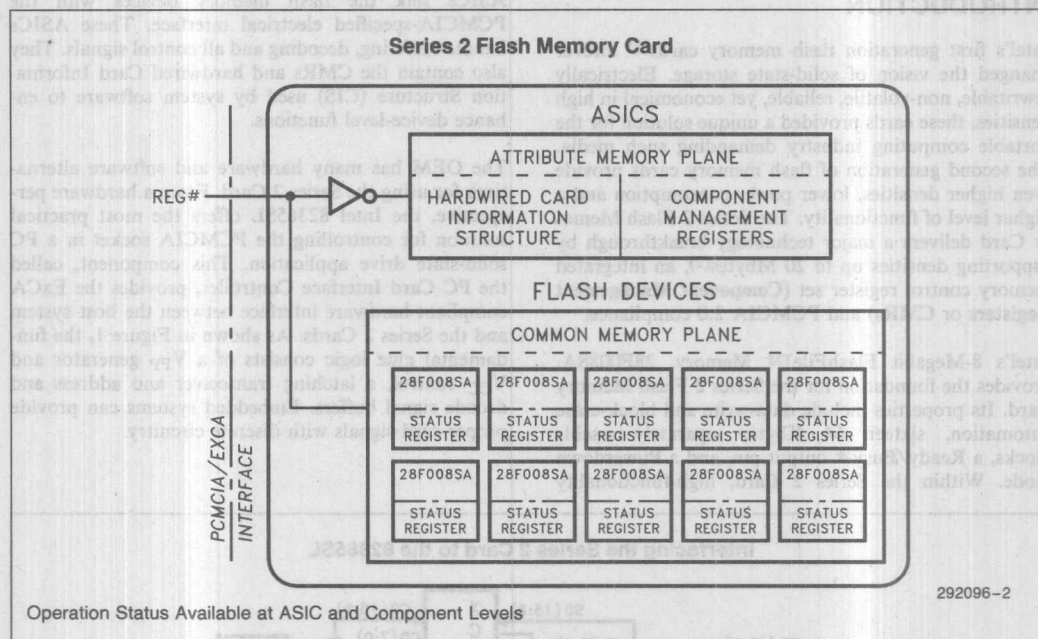 Series 2 Flash Memory Card
ASICS
ATTRIBUTE MEMORY PLANE
REG#
HARDWIRED CARD
INFORMATION
STRUCTURE
COMPONENT
MANAGEMENT
REGISTERS
FLASH DEVICES
COMMON MEMORY PLANE
28F008SA 28F008SA 28F008SA 28F008SA 28F008SA
STATUS STATUS STATUS STATUS STATUS
REGISTER REGISTER REGISTER REGISTER REGISTER
28F008SA 28F008SA 28F008SA 28F008SA 28F008SA
STATUS STATUS STATUS STATUS STATUS
REGISTER REGISTER REGISTER REGISTER REGISTER
PCMCIA/EXCA
INTERFACE
292096-2
Operation Status Available at ASIC and Component Levels